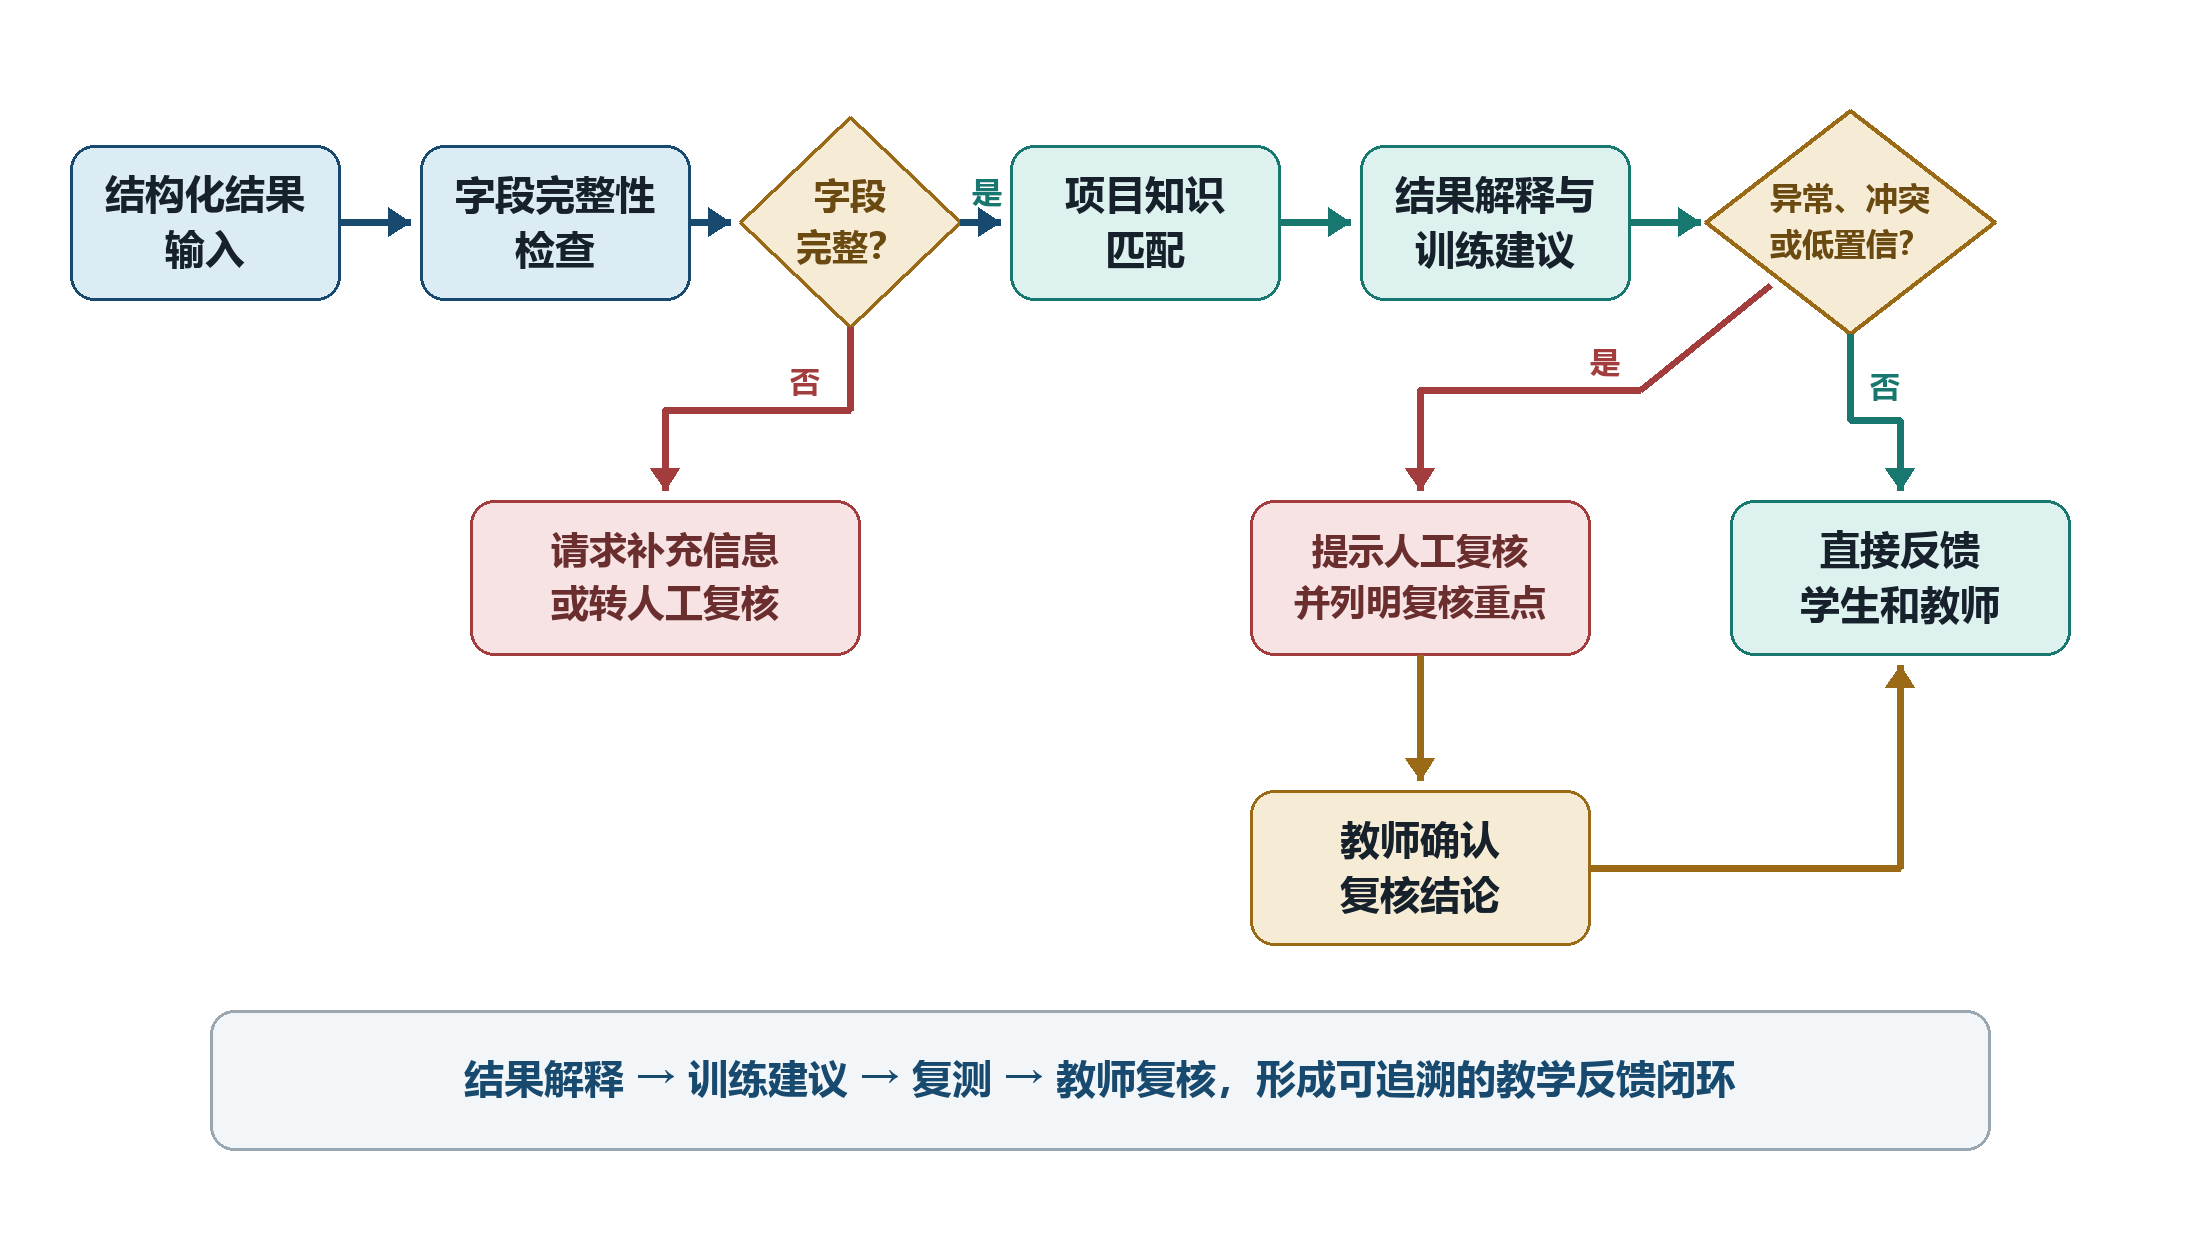 结构化结果
输入
字段完整性
检查
字段
完整？
是
项目知识
匹配
结果解释与
训练建议
异常、冲突
或低置信？
否
是
否
请求补充信息
或转人工复核
提示人工复核
并列明复核重点
直接反馈
学生和教师
教师确认
复核结论
结果解释 → 训练建议 → 复测 → 教师复核，形成可追溯的教学反馈闭环